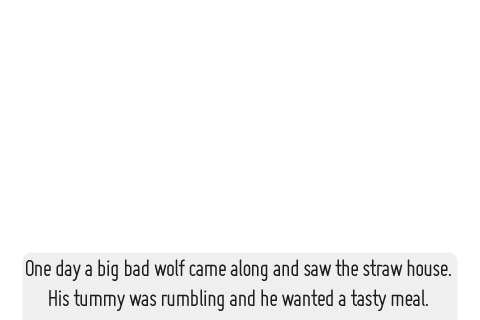 One day a big bad wolf came along and saw the straw house.
His tummy was rumbling and he wanted a tasty meal.